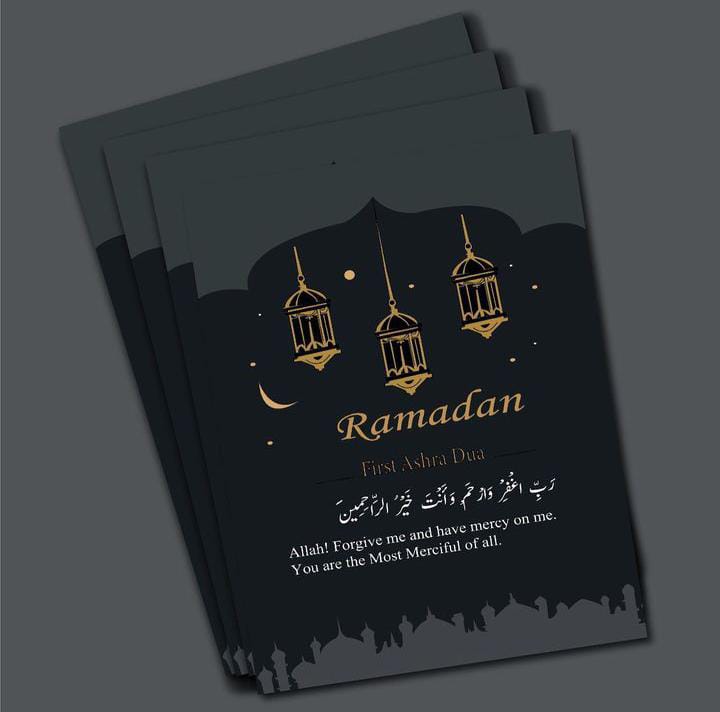 Ramadan
First Ashra Dua
رَبِّ اغْفِرْ وَارْحَمْ وَأَنْتَ خَيْرُ الرَّاحِمِينَ
Allah! Forgive me and have mercy on me.
You are the Most Merciful of all.